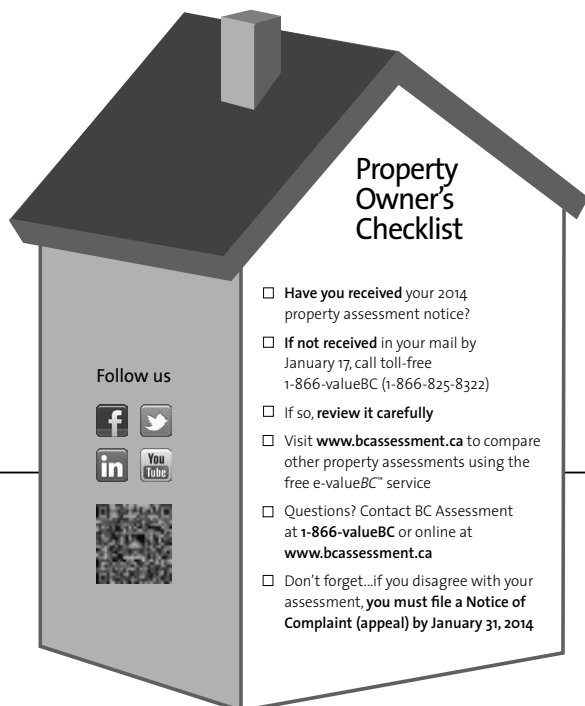 Property
Owner's
Checklist
Have you received your 2014
property assessment notice?
If not received in your mail by
January 17, call toll-free
1-866-valueBC (1-866-825-8322)
If so, review it carefully
Visit www.bcassessment.ca to compare
other property assessments using the
free e-valueBC™ service
Questions? Contact BC Assessment
at 1-866-valueBC or online at
www.bcassessment.ca
Don't forget...if you disagree with your
assessment, you must file a Notice of
Complaint (appeal) by January 31, 2014
Follow us
f
in
You
Tube